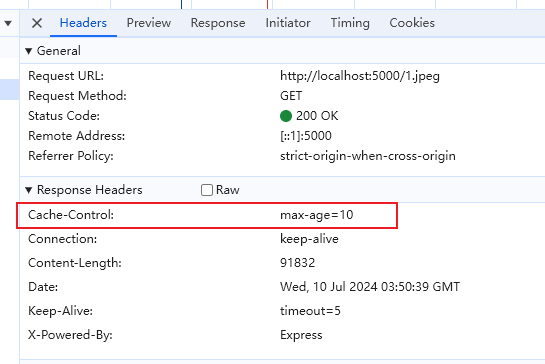 Headers Preview Response Initiator Timing Cookies
General
Request URL: http://localhost:5000/1.jpeg
Request Method: GET
Status Code: 200 OK
Remote Address: [::1]:5000
Referrer Policy: strict-origin-when-cross-origin
Response Headers Raw
Cache-Control: max-age=10
Connection: keep-alive
Content-Length: 91832
Date: Wed, 10 Jul 2024 03:50:39 GMT
Keep-Alive: timeout=5
X-Powered-By: Express